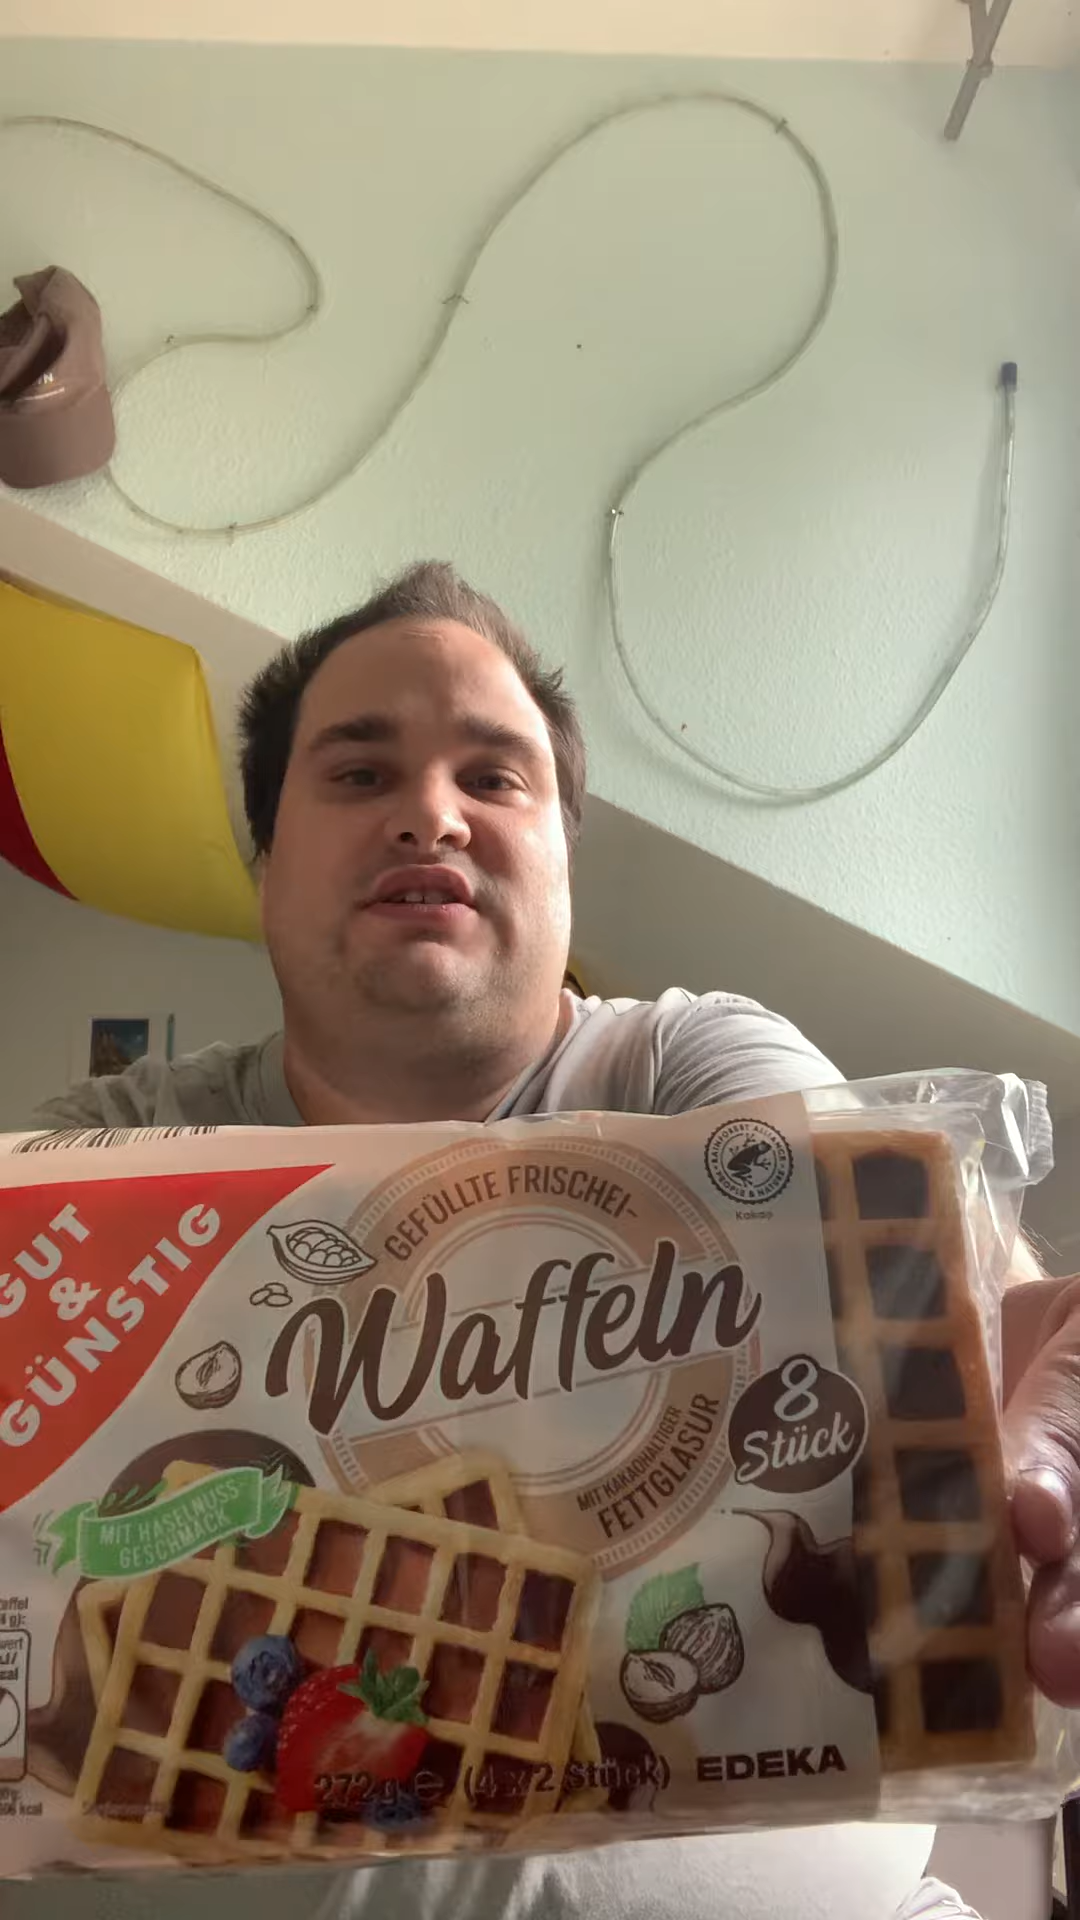 GUT
&
GÜNSTIG
GEFÜLLTE FRISCHEI-
Waffeln
MIT KAKAOHALTIGER
FETTGLASUR
RAINFOREST ALLIANCE
PEOPLE & NATURE
Kakao
8
Stück
MIT HASELNUSS-
GESCHMACK
272g e (4 x 2 Stück)
EDEKA